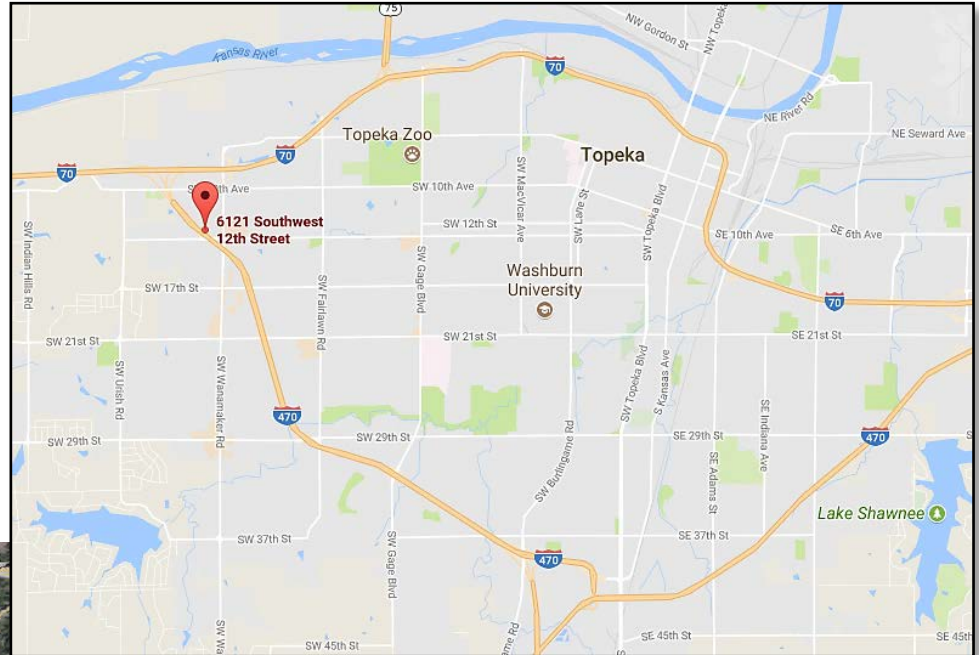 75
NW Gordon St
NW Topeka
Kansas River
70
NE River Rd
Topeka Zoo
70
Topeka
NE Seward Ave
70
SW 10th Ave
SW MacVicar Ave
SW Lane St
6121 Southwest
12th Street
SW 12th St
SW Topeka Blvd
SE 10th Ave
SE 6th Ave
SW Indian Hills Rd
Washburn
University
SW 17th St
SW Fairlawn Rd
SW Gage Blvd
70
SW 21st St
SW 21st St
SE 21st St
SW Urish Rd
SW Wanamaker Rd
SW Topeka Blvd
S Kansas Ave
470
SW 29th St
SW 29th St
SE 29th St
470
SW Burlingame Rd
SE Adams St
SE Indiana Ave
Lake Shawnee
SW 37th St
SE 37th St
SW Gage Blvd
470
SW 45th St
SE 45th